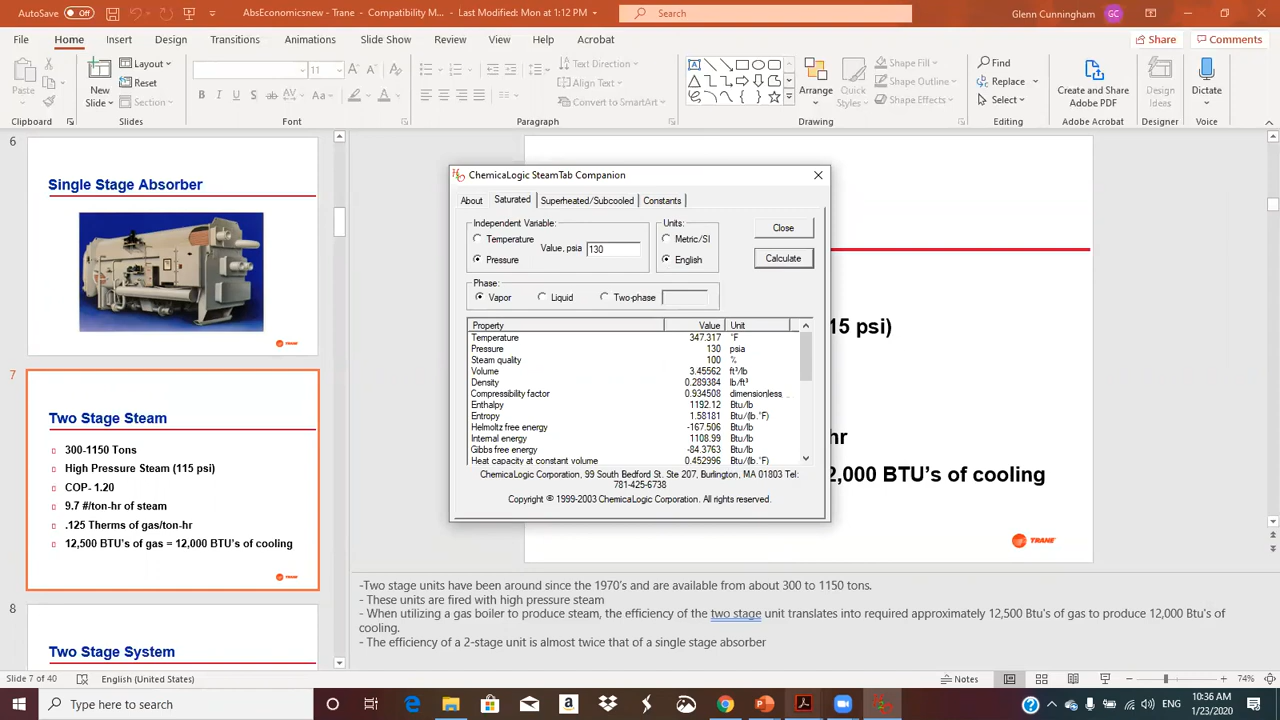 AutoSave Off AbsEconomicsnew - TRANE - Compatibility M... - Last Modified: Mon at 1:12 PM Search Glenn Cunningham GC
File Home Insert Design Transitions Animations Slide Show Review View Help Acrobat Share Comments
Paste New Slide Layout Reset Section 11 Text Direction Align Text Convert to SmartArt Arrange Quick Styles Shape Fill Shape Outline Shape Effects Find Replace Select Create and Share Adobe PDF Design Ideas Dictate
B I U S ab AV Aa A
Clipboard Slides Font Paragraph Drawing Editing Adobe Acrobat Designer Voice
6
Single Stage Absorber
TRANE
7
Two Stage Steam
300-1150 Tons
High Pressure Steam (115 psi)
COP- 1.20
9.7 #/ton-hr of steam
.125 Therms of gas/ton-hr
12,500 BTU's of gas = 12,000 BTU's of cooling
TRANE
8
Two Stage System
ChemicaLogic SteamTab Companion
About Saturated Superheated/Subcooled Constants
Independent Variable: Units:
Temperature Value, psia 130 Metric/SI Close
Pressure English Calculate
Phase:
Vapor Liquid Two-phase
Property Value Unit
Temperature 347.317 °F
Pressure 130 psia
Steam quality 100 %
Volume 3.45562 ft³/lb
Density 0.289384 lb/ft³
Compressibility factor 0.934508 dimensionless
Enthalpy 1192.12 Btu/lb
Entropy 1.58181 Btu/(lb.°F)
Helmoltz free energy -167.506 Btu/lb
Internal energy 1108.99 Btu/lb
Gibbs free energy -84.3763 Btu/lb
Heat capacity at constant volume 0.452996 Btu/(lb.°F)
ChemicaLogic Corporation, 99 South Bedford St. Ste 207, Burlington, MA 01803 Tel:
781-425-6738
Copyright © 1999-2003 ChemicaLogic Corporation. All rights reserved.
15 psi)
hr
2,000 BTU's of cooling
TRANE
-Two stage units have been around since the 1970's and are available from about 300 to 1150 tons.
- These units are fired with high pressure steam
- When utilizing a gas boiler to produce steam, the efficiency of the two stage unit translates into required approximately 12,500 Btu's of gas to produce 12,000 Btu's of
cooling.
- The efficiency of a 2-stage unit is almost twice that of a single stage absorber
Slide 7 of 40 English (United States) Notes 74%
Type here to search 10:36 AM
1/23/2020